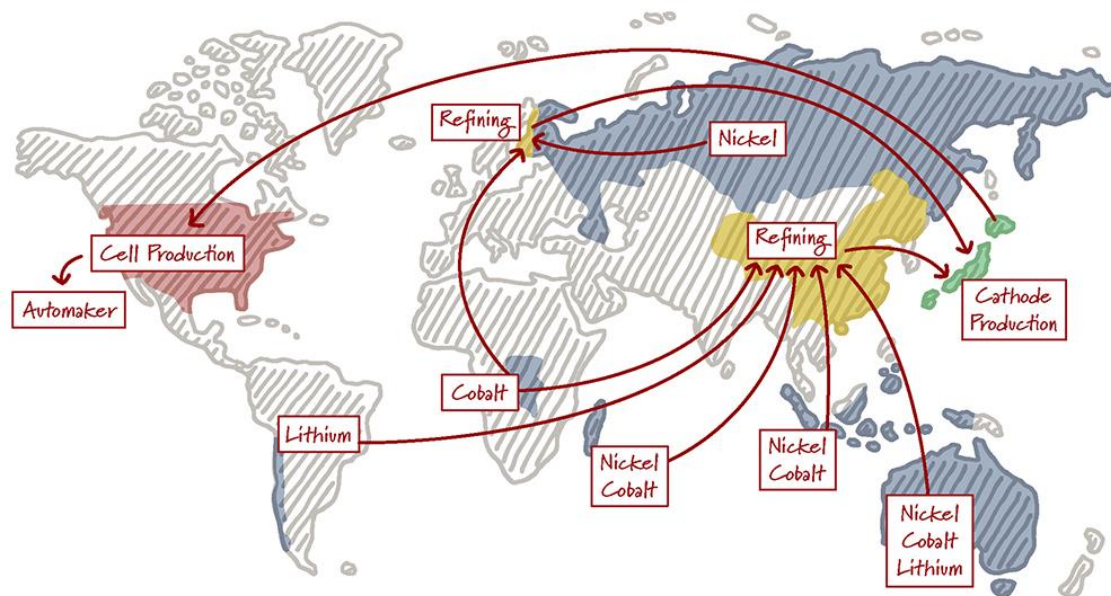 Refining
Nickel
Refining
Cell Production
Automaker
Cathode
Production
Cobalt
Lithium
Nickel
Cobalt
Nickel
Cobalt
Nickel
Cobalt
Lithium